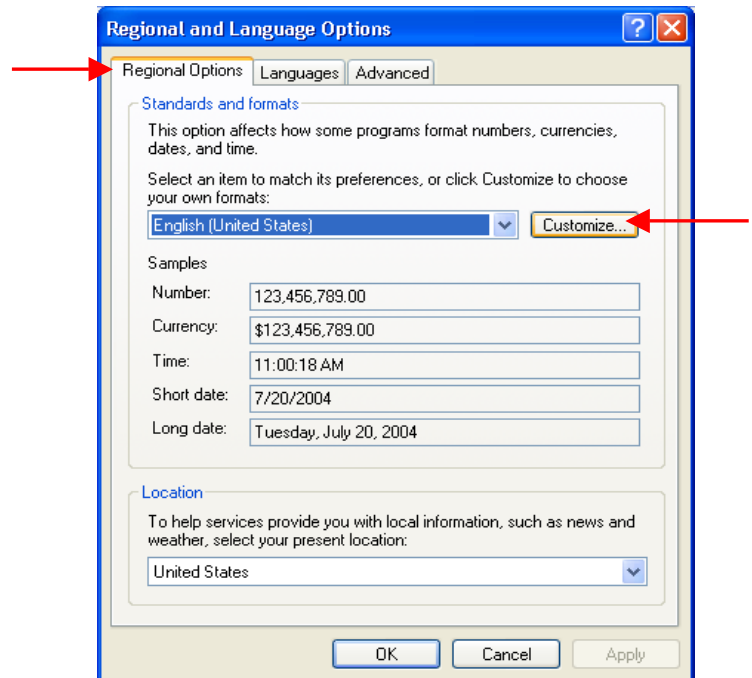 Regional and Language Options
Regional Options Languages Advanced
Standards and formats
This option affects how some programs format numbers, currencies,
dates, and time.
Select an item to match its preferences, or click Customize to choose
your own formats:
English (United States) Customize...
Samples
Number: 123,456,789.00
Currency: $123,456,789.00
Time: 11:00:18 AM
Short date: 7/20/2004
Long date: Tuesday, July 20, 2004
Location
To help services provide you with local information, such as news and
weather, select your present location:
United States
OK Cancel Apply